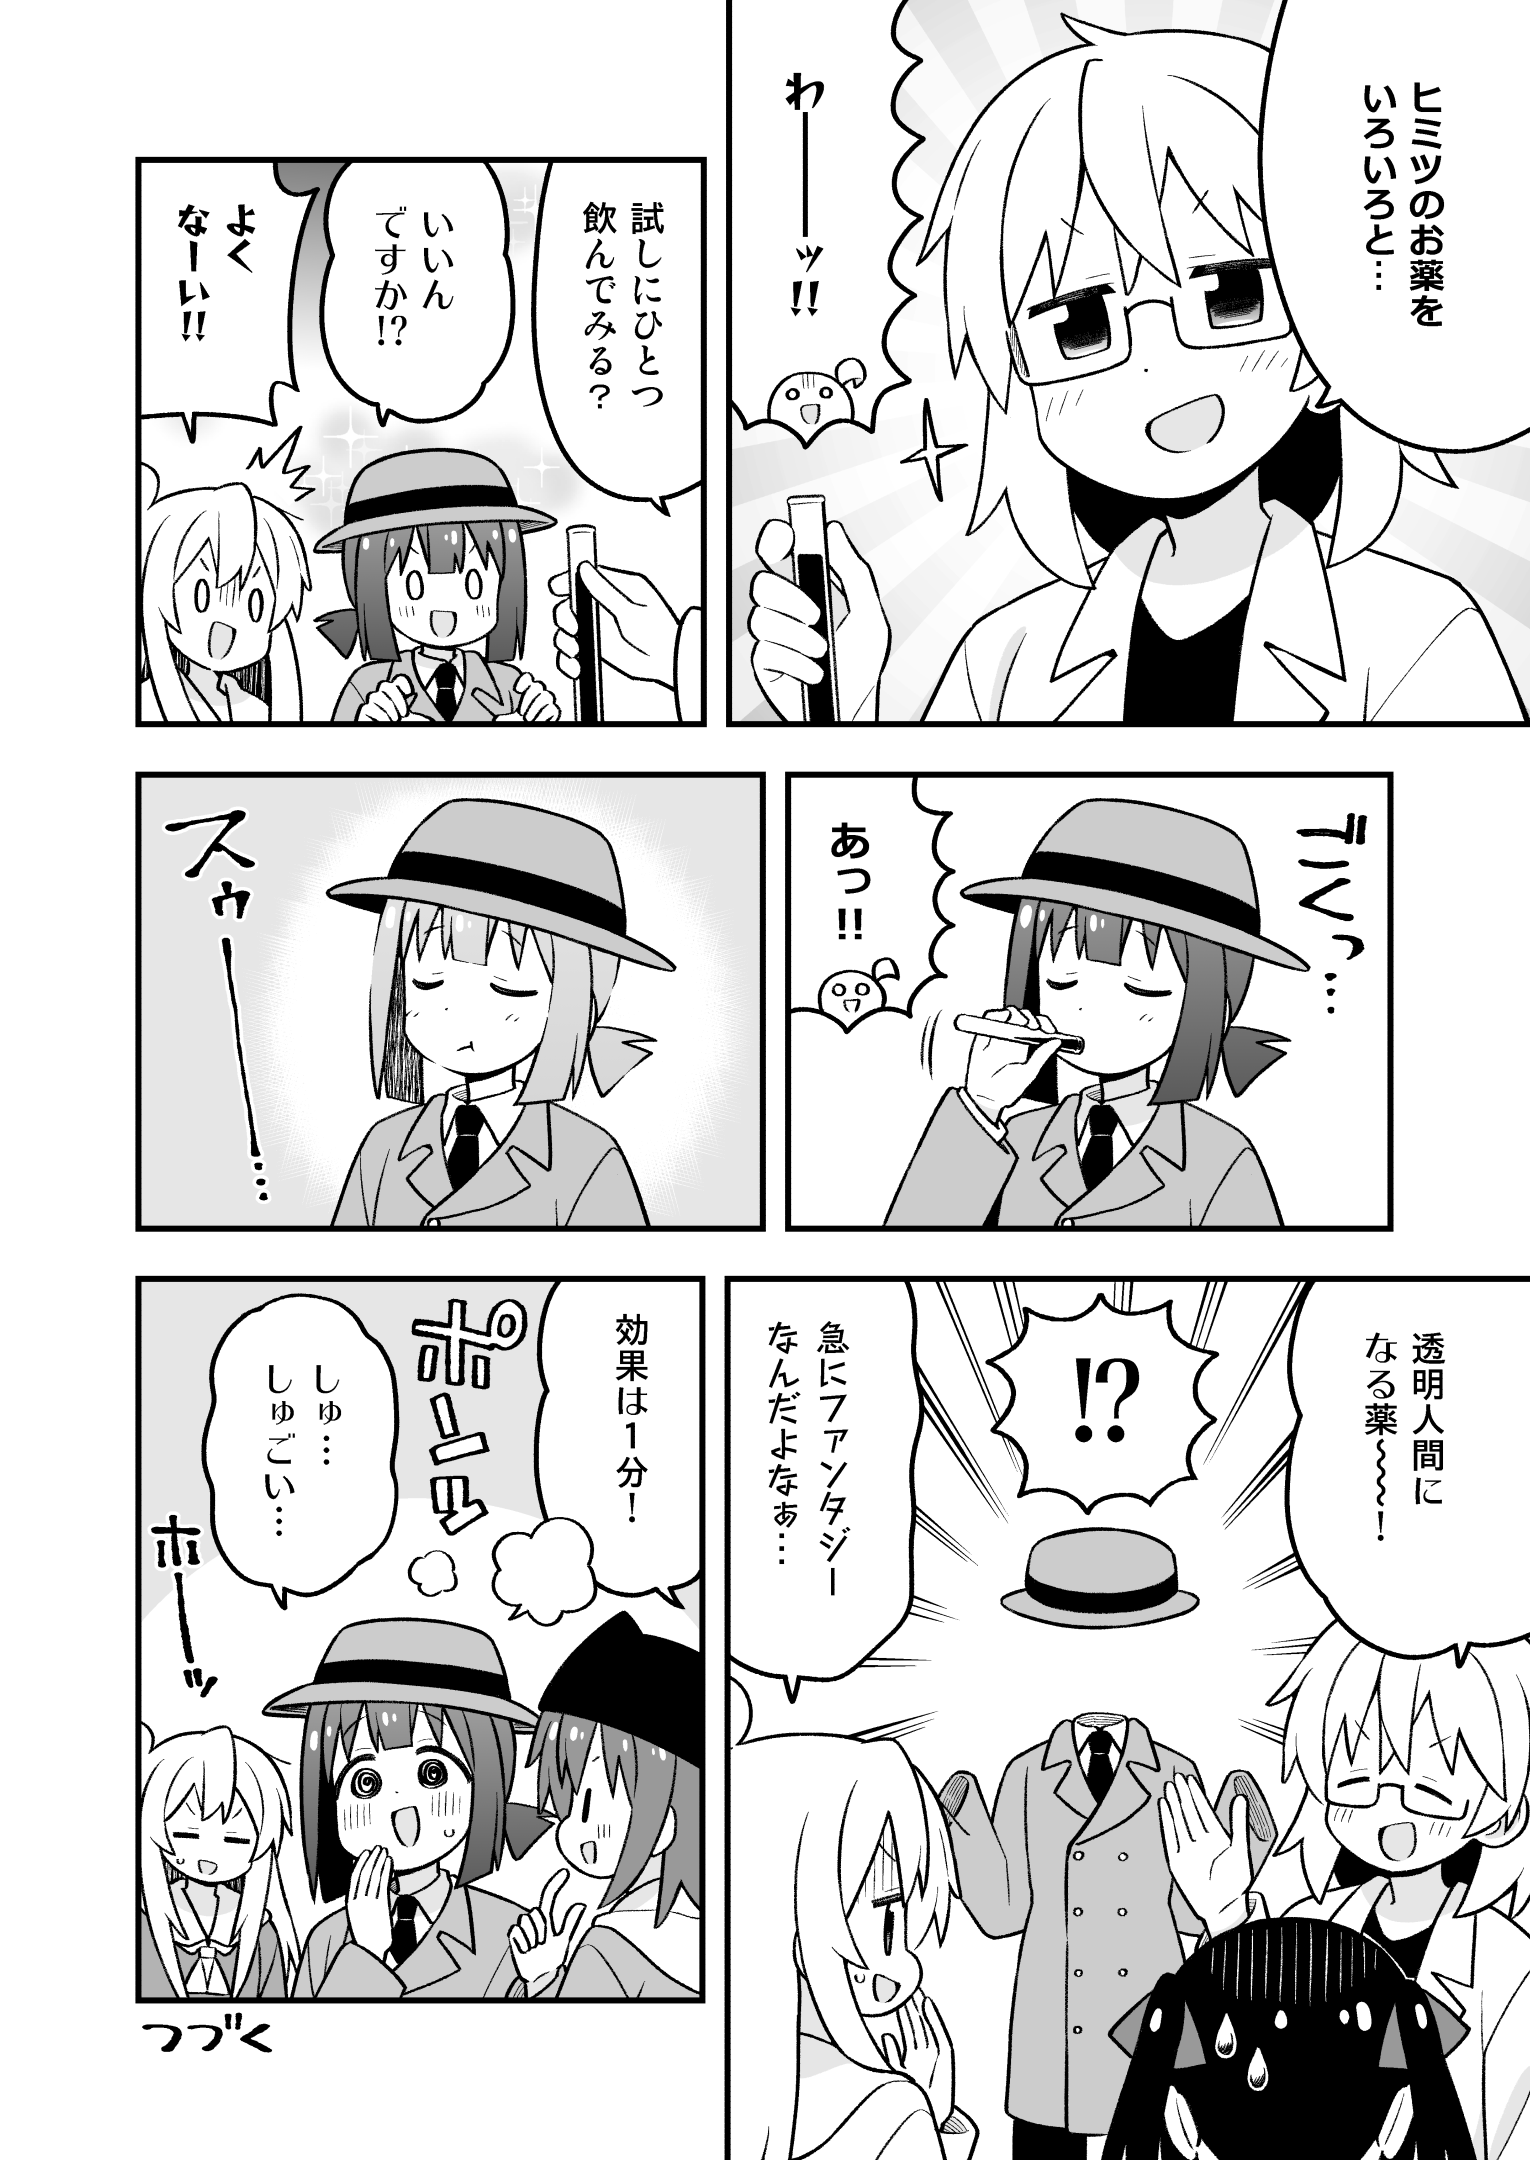 ヒミツのお薬を
いろいろと…
わーーッ!!
試しにひとつ
飲んでみる？
いいん
ですか!?
よく
なーい!!
ごくっ…
あっ!!
スゥーー…
透明人間に
なる薬〜〜〜!
!?
急にファンタジー
なんだよなぁ…
効果は1分!
ポーンッ
しゅ…
しゅごい…
ホーッ
つづく